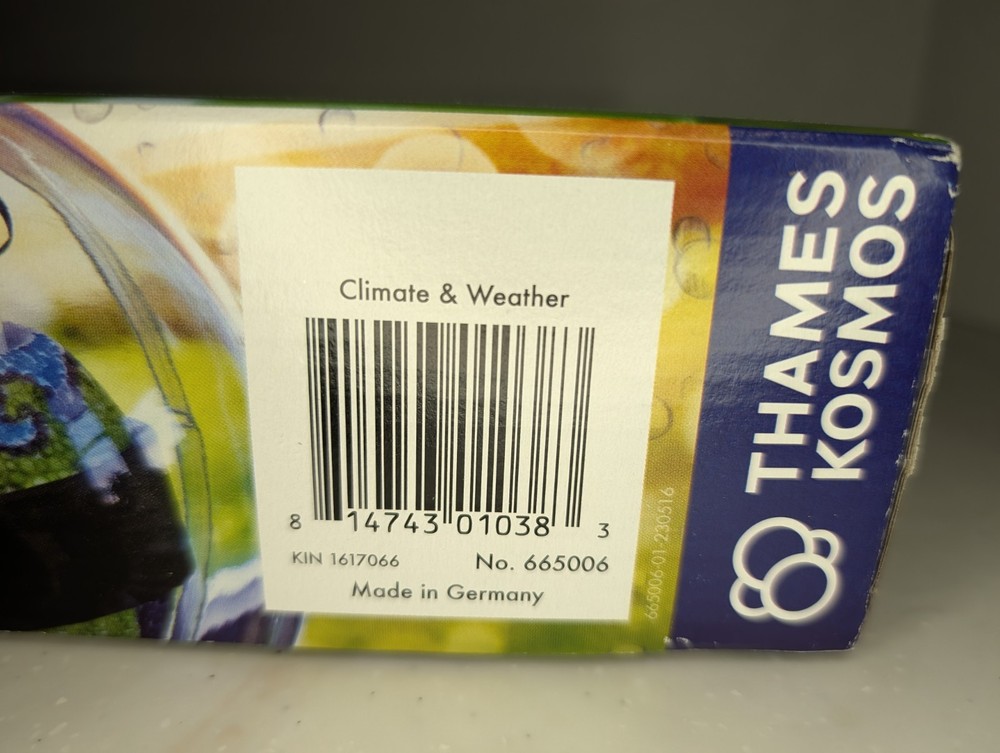 Climate & Weather
8 14743 01038 3
KIN 1617066 No. 665006
Made in Germany
665006-01-230516
THAMES
KOSMOS